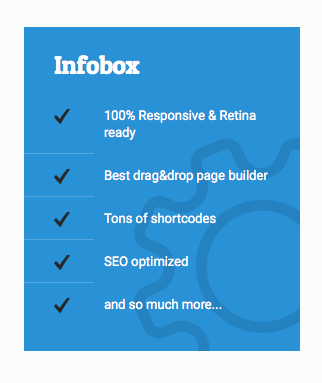 Infobox
100% Responsive & Retina
ready
Best drag&drop page builder
Tons of shortcodes
SEO optimized
and so much more...